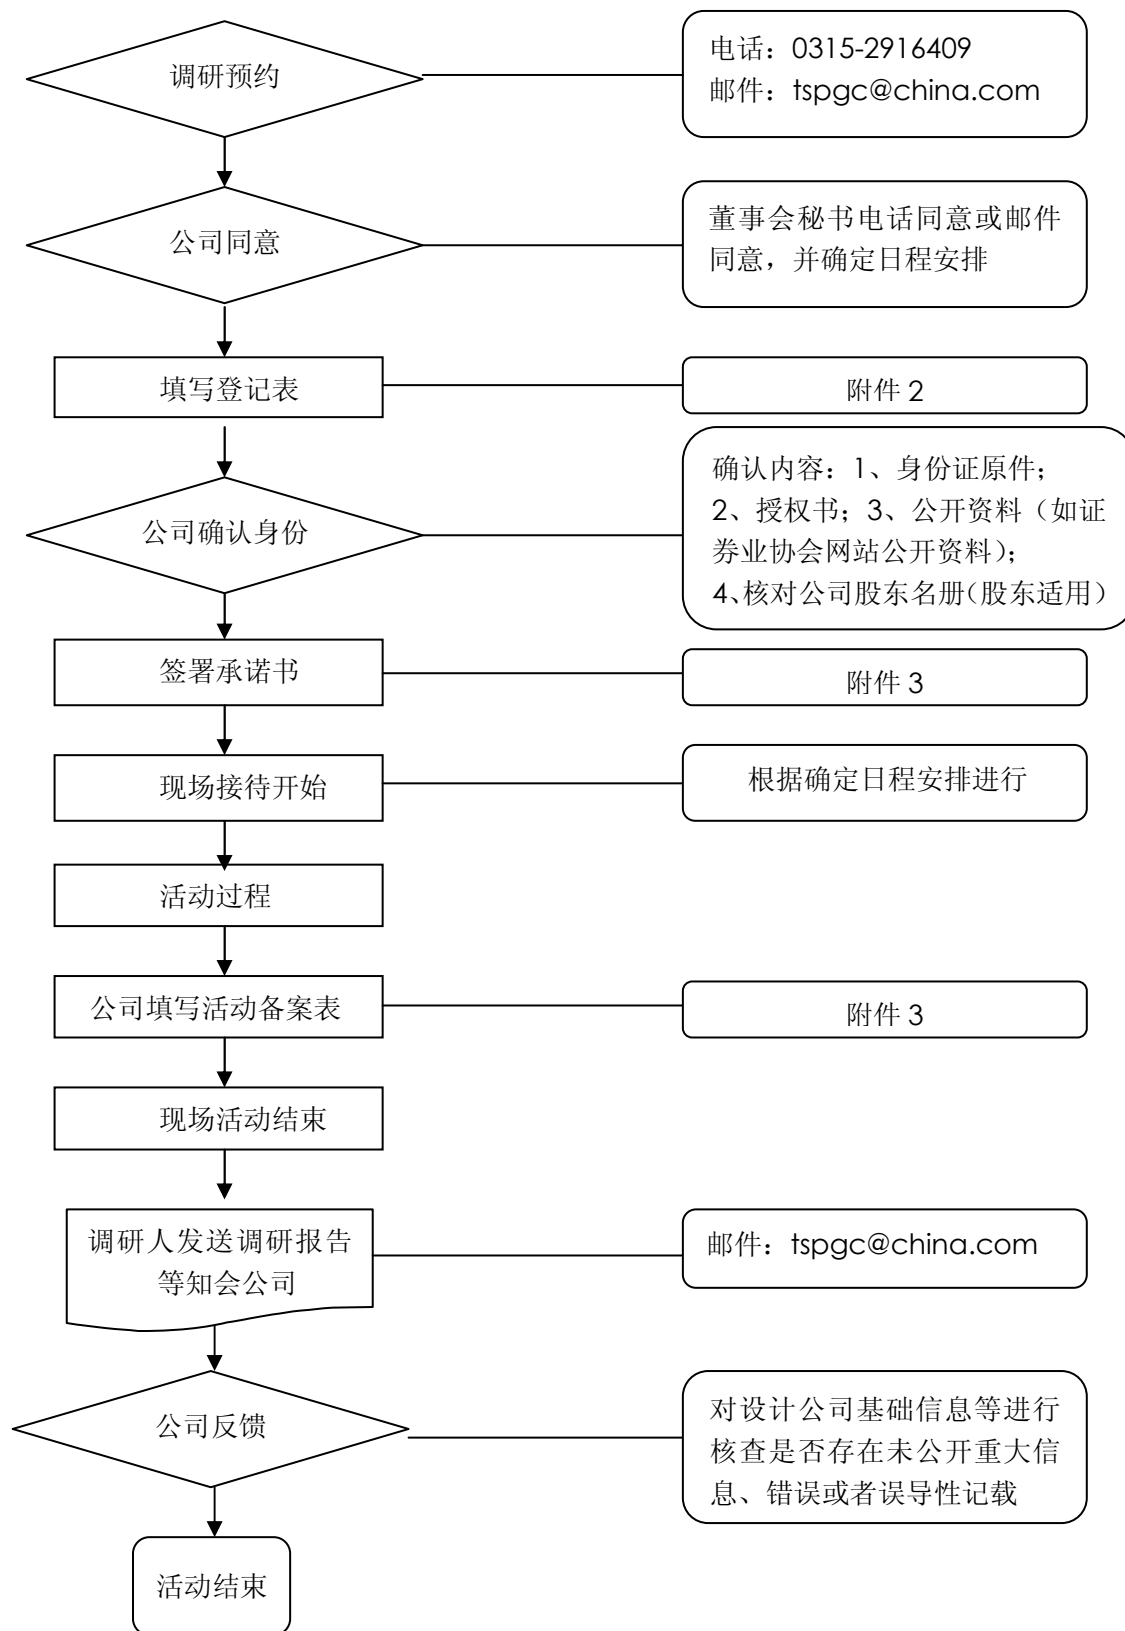 调研预约
电话：0315-2916409
邮件：tspgc@china.com
公司同意
董事会秘书电话同意或邮件
同意，并确定日程安排
填写登记表
附件 2
公司确认身份
确认内容：1、身份证原件；
2、授权书；3、公开资料（如证
券业协会网站公开资料）；
4、核对公司股东名册（股东适用）
签署承诺书
附件 3
现场接待开始
根据确定日程安排进行
活动过程
公司填写活动备案表
附件 3
现场活动结束
调研人发送调研报告
等知会公司
邮件：tspgc@china.com
公司反馈
对设计公司基础信息等进行
核查是否存在未公开重大信
息、错误或者误导性记载
活动结束